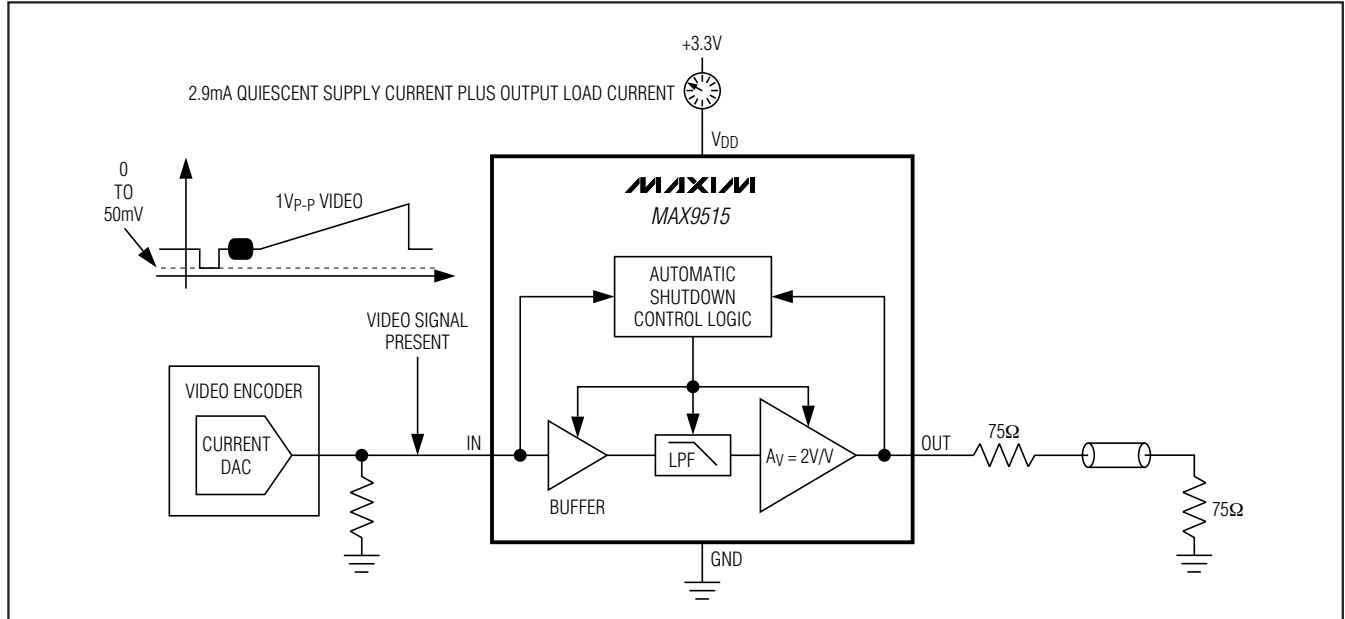 +3.3V
2.9mA QUIESCENT SUPPLY CURRENT PLUS OUTPUT LOAD CURRENT
VDD
0
TO
50mV
1VP-P VIDEO
MAXIM
MAX9515
AUTOMATIC
SHUTDOWN
CONTROL LOGIC
VIDEO SIGNAL
PRESENT
VIDEO ENCODER
CURRENT
DAC
IN
BUFFER
LPF
AV = 2V/V
OUT
75Ω
75Ω
GND